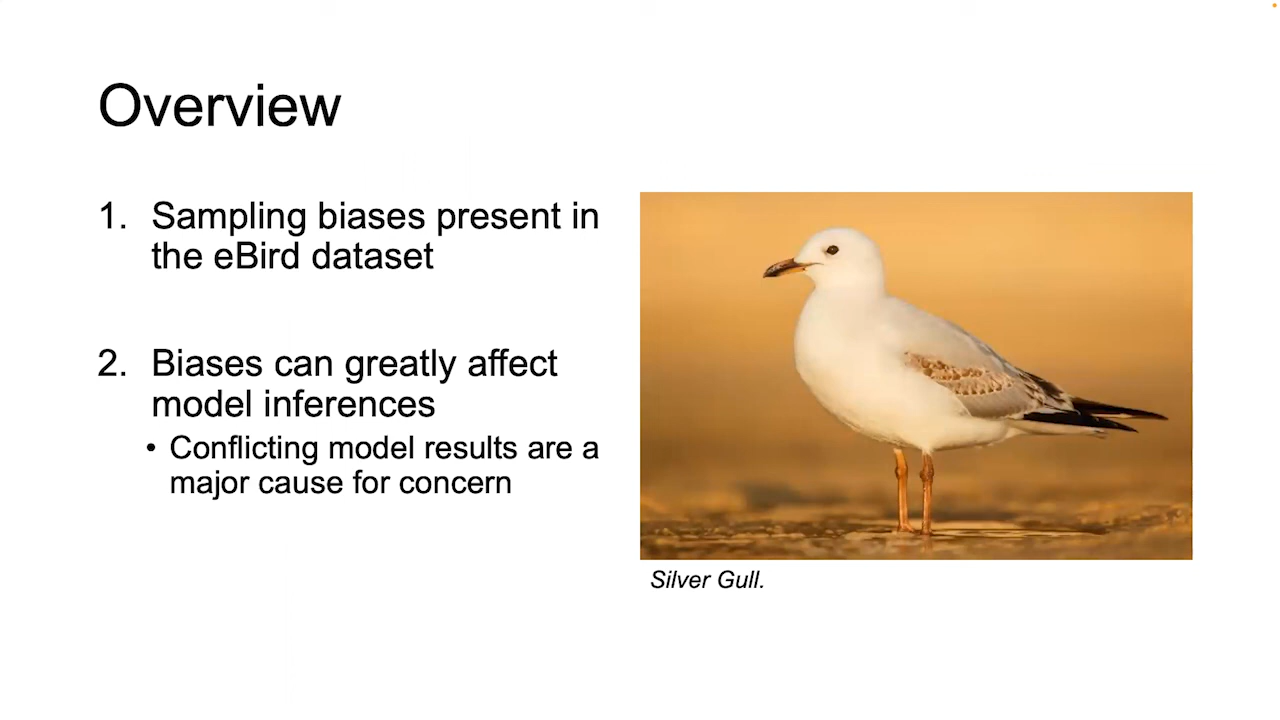 Overview
1. Sampling biases present in
the eBird dataset
2. Biases can greatly affect
model inferences
• Conflicting model results are a
major cause for concern
Silver Gull.